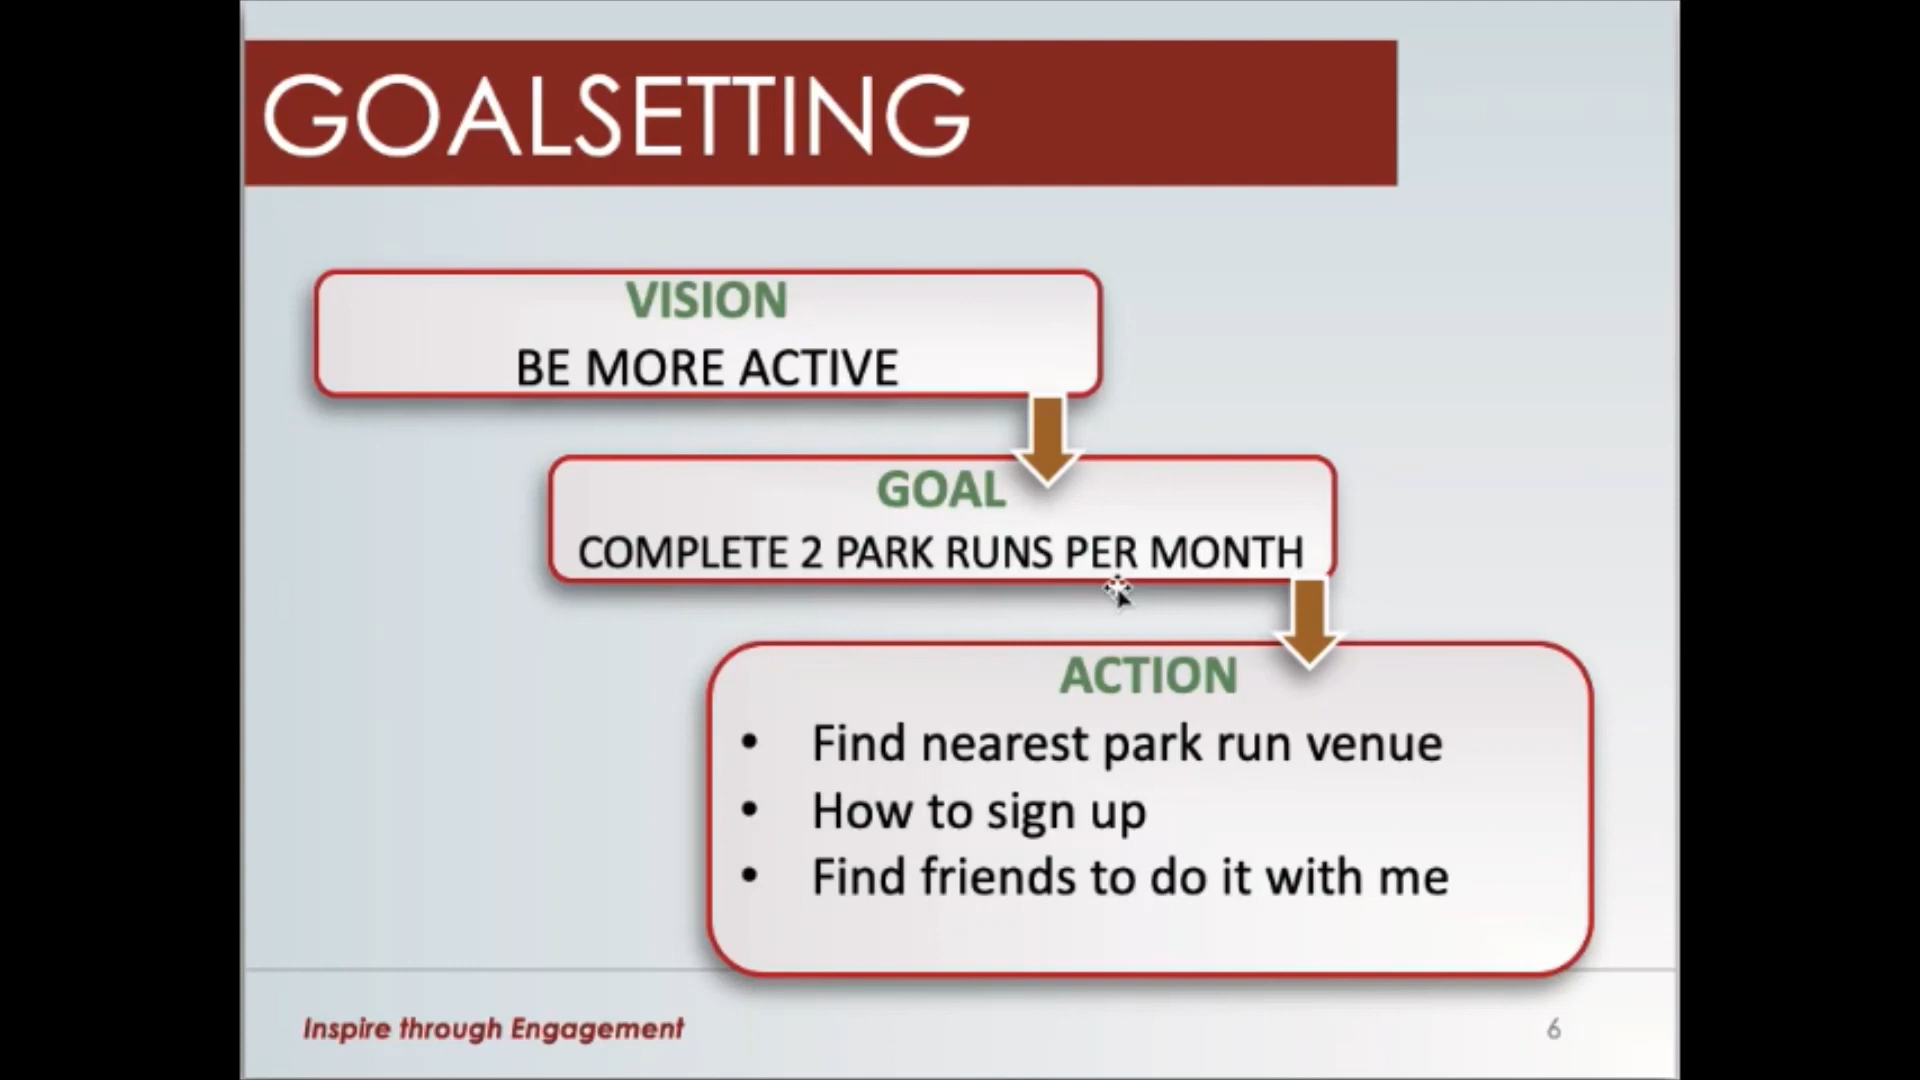 GOALSETTING
VISION
BE MORE ACTIVE
GOAL
COMPLETE 2 PARK RUNS PER MONTH
ACTION
• Find nearest park run venue
• How to sign up
• Find friends to do it with me
Inspire through Engagement
6